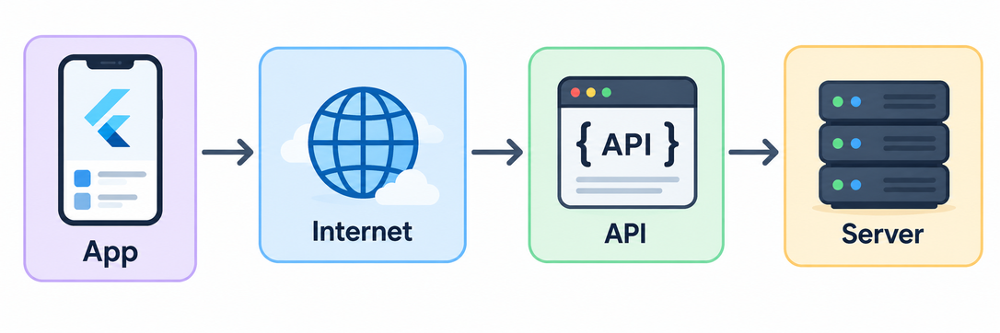 App
Internet
{ API }
API
Server